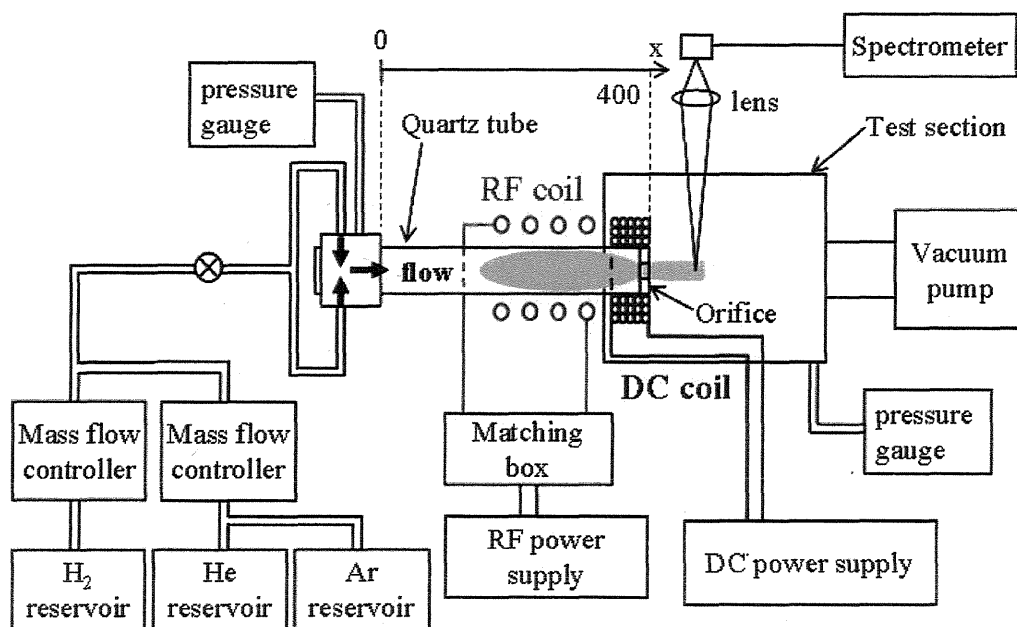 0
x
400
Spectrometer
pressure
gauge
lens
Quartz tube
Test section
RF coil
flow
Vacuum
pump
Orifice
DC coil
Mass flow
controller
Mass flow
controller
Matching
box
pressure
gauge
H2
reservoir
He
reservoir
Ar
reservoir
RF power
supply
DC power supply